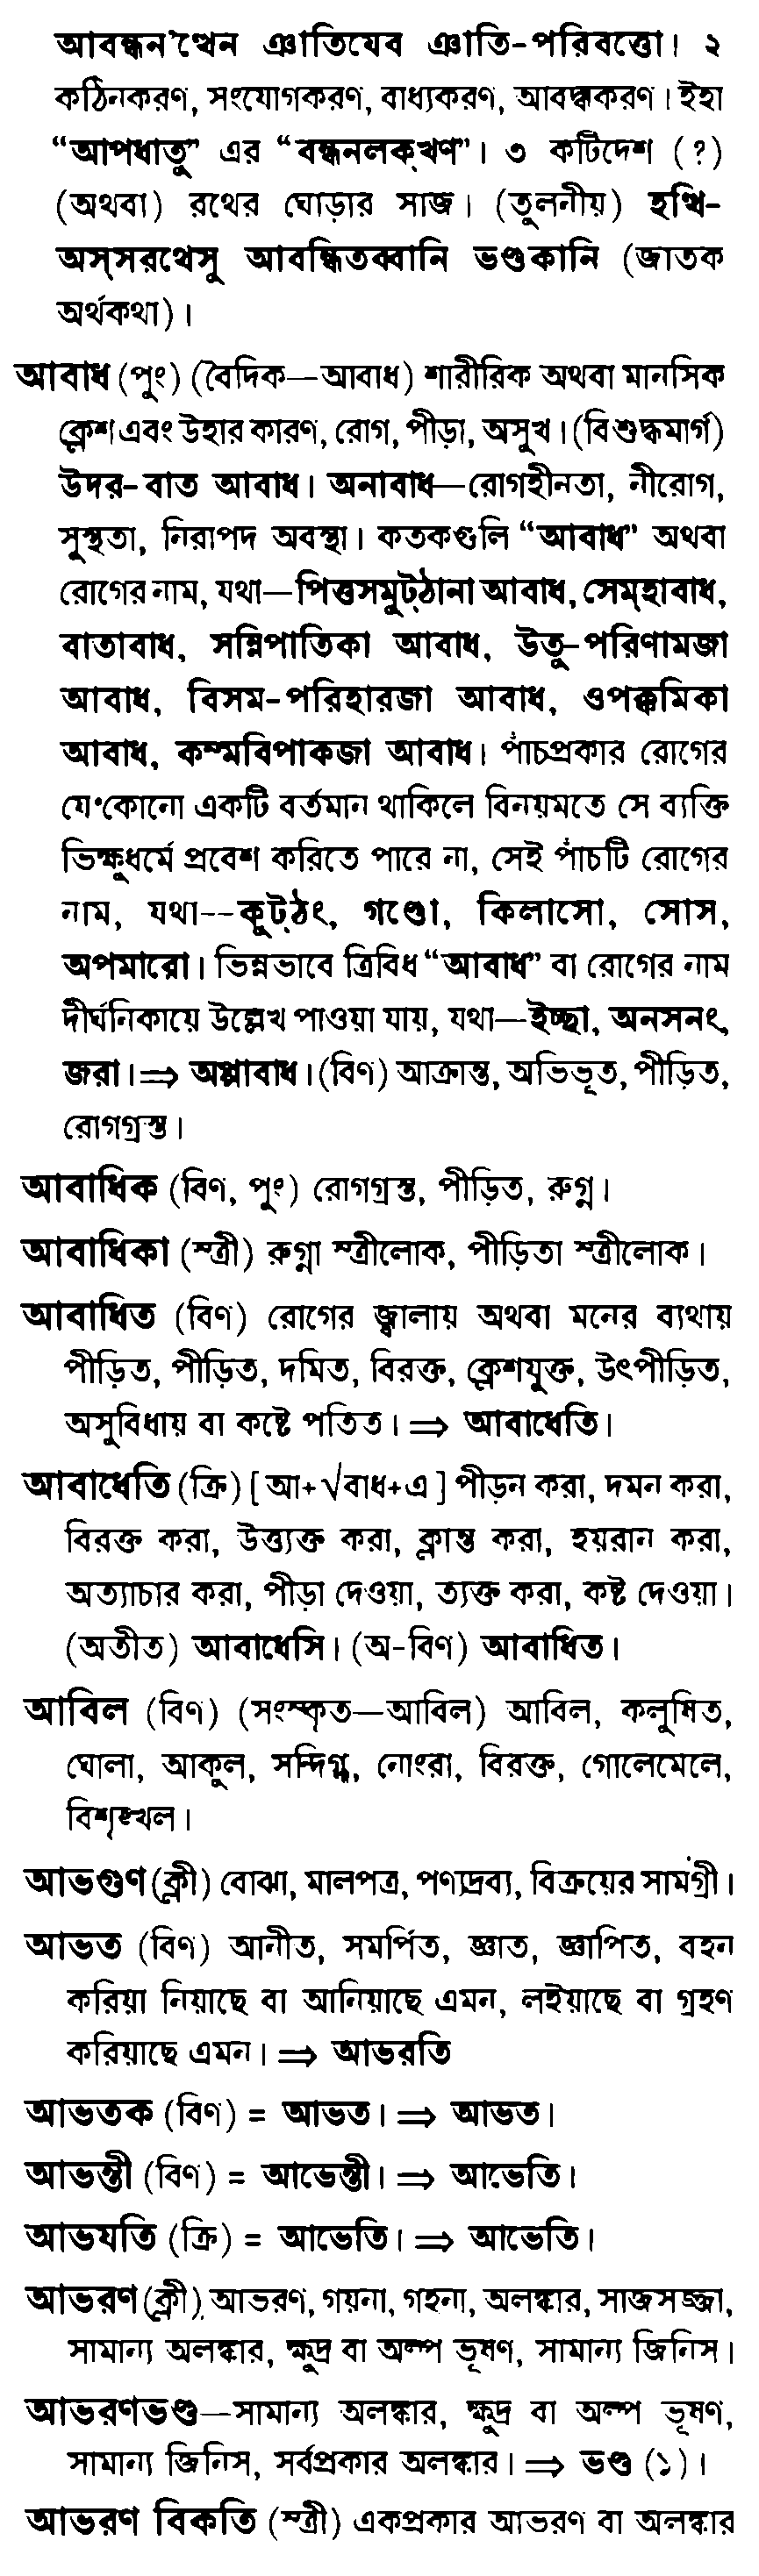 আবন্ধন’ত্থেন ঞাতিযেব ঞাতি-পরিবত্তো। ২
কঠিনকরণ, সংযোগকরণ, বাধ্যকরণ, আবদ্ধকরণ। ইহা
“আপধাতু” এর “বন্ধনলক্খণ”। ৩ কটিদেশ (?)
(অথবা) রথের ঘোড়ার সাজ। (তুলনীয়) হত্থি-
অস্সরথেসু আবন্ধিতব্বানি ভণ্ডকানি (জাতক
অর্থকথা)।
আবাধ (পুং) (বৈদিক—আবাধ) শারীরিক অথবা মানসিক
ক্লেশ এবং উহার কারণ, রোগ, পীড়া, অসুখ। (বিশুদ্ধমার্গ)
উদর-বাত আবাধ। অনাবাধ—রোগহীনতা, নীরোগ,
সুস্থতা, নিরাপদ অবস্থা। কতকগুলি “আবাধ” অথবা
রোগের নাম, যথা—পিত্তসমুট্ঠানা আবাধ, সেম্হাবাধ,
বাতাবাধ, সন্নিপাতিকা আবাধ, উতু-পরিণামজা
আবাধ, বিসম-পরিহারজা আবাধ, ওপক্কমিকা
আবাধ, কম্মবিপাকজা আবাধ। পাঁচপ্রকার রোগের
যে কোনো একটি বর্তমান থাকিলে বিনয়মতে সে ব্যক্তি
ভিক্ষুধর্মে প্রবেশ করিতে পারে না, সেই পাঁচটি রোগের
নাম, যথা--কুট্ঠং, গণ্ডো, কিলাসো, সোস,
অপমারো। ভিন্নভাবে ত্রিবিধ “আবাধ” বা রোগের নাম
দীর্ঘনিকায়ে উল্লেখ পাওয়া যায়, যথা—ইচ্ছা, অনসনং,
জরা। ⇒ অপ্পাবাধ। (বিণ) আক্রান্ত, অভিভূত, পীড়িত,
রোগগ্রস্ত।
আবাধিক (বিণ, পুং) রোগগ্রস্ত, পীড়িত, রুগ্ন।
আবাধিকা (স্ত্রী) রুগ্না স্ত্রীলোক, পীড়িতা স্ত্রীলোক।
আবাধিত (বিণ) রোগের জ্বালায় অথবা মনের ব্যথায়
পীড়িত, পীড়িত, দমিত, বিরক্ত, ক্লেশযুক্ত, উৎপীড়িত,
অসুবিধায় বা কষ্টে পতিত। ⇒ আবাধেতি।
আবাধেতি (ক্রি) [আ+√বাধ+এ] পীড়ন করা, দমন করা,
বিরক্ত করা, উত্ত্যক্ত করা, ক্লান্ত করা, হয়রান করা,
অত্যাচার করা, পীড়া দেওয়া, ত্যক্ত করা, কষ্ট দেওয়া।
(অতীত) আবাধেসি। (অ-বিণ) আবাধিত।
আবিল (বিণ) (সংস্কৃত—আবিল) আবিল, কলুষিত,
ঘোলা, আকুল, সন্দিগ্ধ, নোংরা, বিরক্ত, গোলেমেলে,
বিশৃঙ্খল।
আভগুণ (ক্লী) বোঝা, মালপত্র, পণ্যদ্রব্য, বিক্রয়ের সামগ্রী।
আভত (বিণ) আনীত, সমর্পিত, জ্ঞাত, জ্ঞাপিত, বহন
করিয়া নিয়াছে বা আনিয়াছে এমন, লইয়াছে বা গ্রহণ
করিয়াছে এমন। ⇒ আভরতি
আভতক (বিণ) = আভত। ⇒ আভত।
আভন্তী (বিণ) = আভেন্তী। ⇒ আভেতি।
আভযতি (ক্রি) = আভেতি। ⇒ আভেতি।
আভরণ (ক্লী) আভরণ, গয়না, গহনা, অলঙ্কার, সাজসজ্জা,
সামান্য অলঙ্কার, ক্ষুদ্র বা অল্প ভূষণ, সামান্য জিনিস।
আভরণভণ্ড—সামান্য অলঙ্কার, ক্ষুদ্র বা অল্প ভূষণ,
সামান্য জিনিস, সর্বপ্রকার অলঙ্কার। ⇒ ভণ্ড (১)।
আভরণ বিকতি (স্ত্রী) একপ্রকার আভরণ বা অলঙ্কার